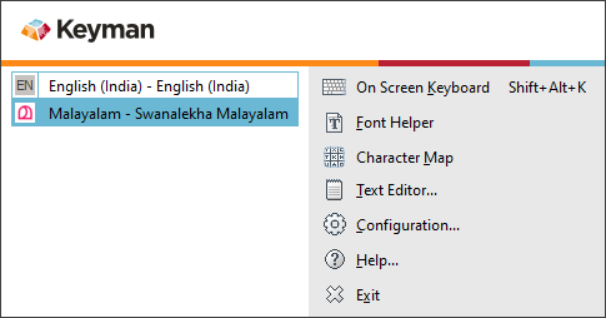 Keyman
EN English (India) - English (India)
മ Malayalam - Swanalekha Malayalam
On Screen Keyboard Shift+Alt+K
Font Helper
Character Map
Text Editor...
Configuration...
Help...
Exit